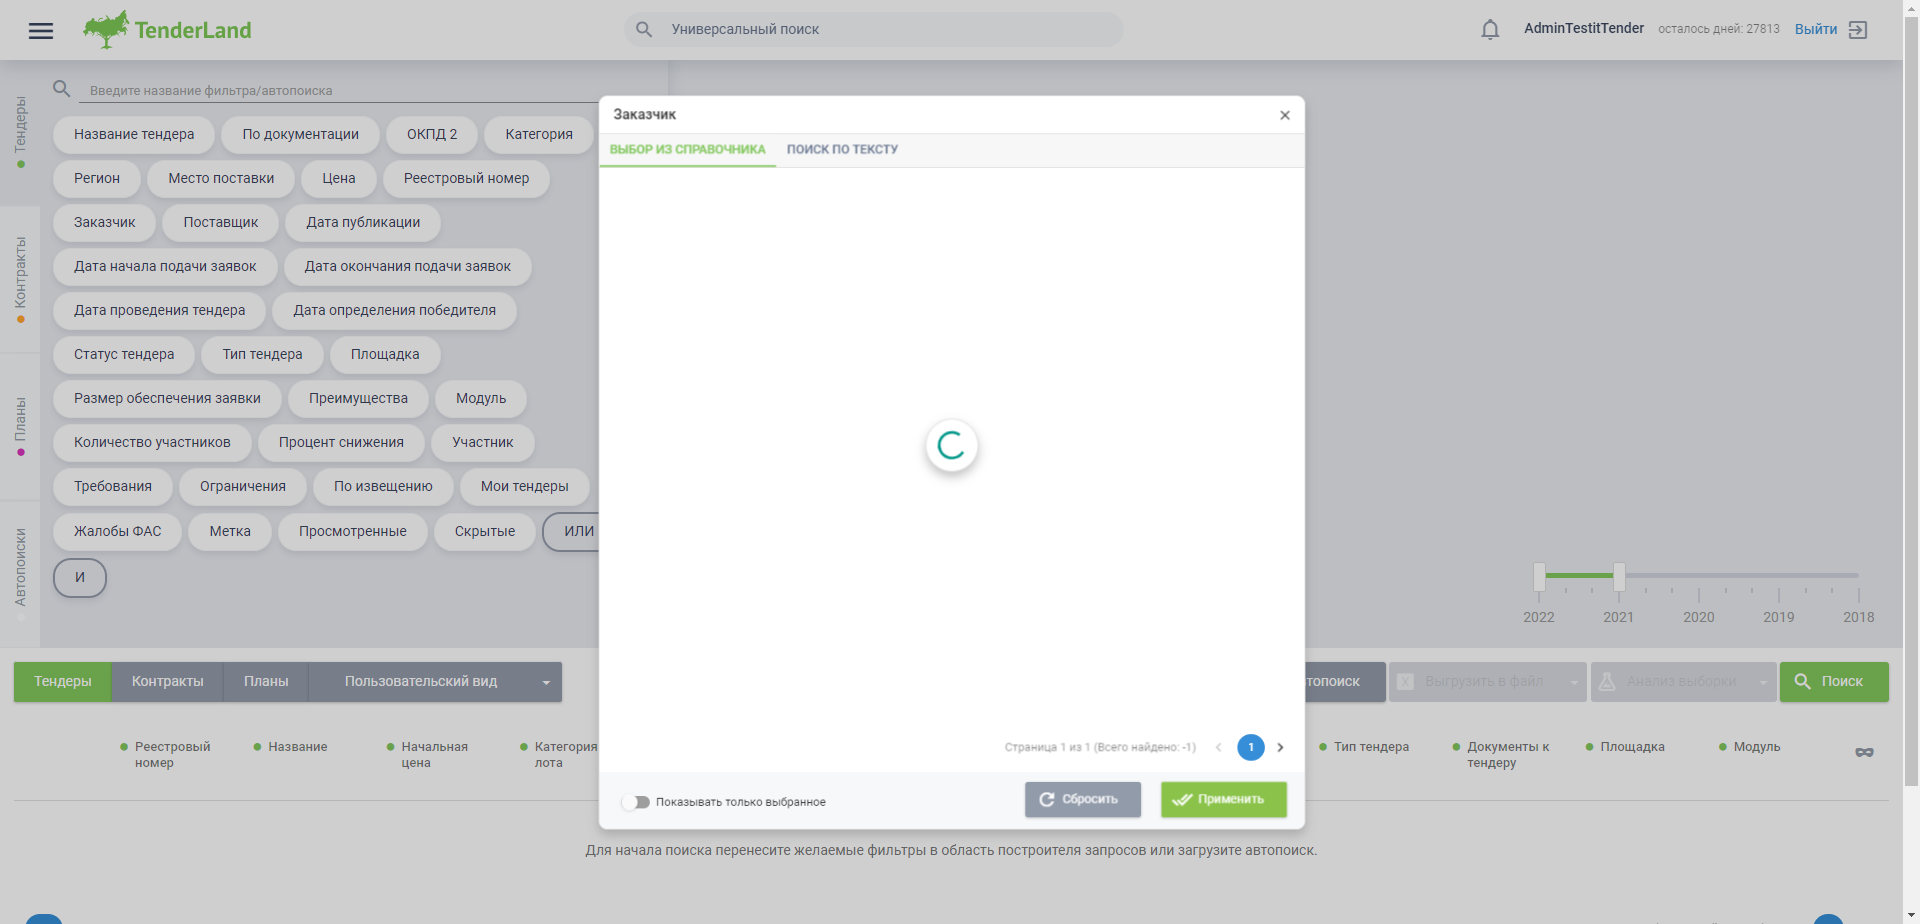 TenderLand
Универсальный поиск
AdminTestitTender
осталось дней: 27813
Выйти
Введите название фильтра/автопоиска
Тендеры
Контракты
Планы
Автопоиски
Название тендера
По документации
ОКПД 2
Категория
Регион
Место поставки
Цена
Реестровый номер
Заказчик
Поставщик
Дата публикации
Дата начала подачи заявок
Дата окончания подачи заявок
Дата проведения тендера
Дата определения победителя
Статус тендера
Тип тендера
Площадка
Размер обеспечения заявки
Преимущества
Модуль
Количество участников
Процент снижения
Участник
Требования
Ограничения
По извещению
Мои тендеры
Жалобы ФАС
Метка
Просмотренные
Скрытые
ИЛИ
И
Заказчик
ВЫБОР ИЗ СПРАВОЧНИКА
ПОИСК ПО ТЕКСТУ
Страница 1 из 1 (Всего найдено: -1)
1
Показывать только выбранное
Сбросить
Применить
2022
2021
2020
2019
2018
Тендеры
Контракты
Планы
Пользовательский вид
топоиск
Выгрузить в файл
Анализ выборки
Поиск
Реестровый
номер
Название
Начальная
цена
Категория
лота
Тип тендера
Документы к
тендеру
Площадка
Модуль
Для начала поиска перенесите желаемые фильтры в область построителя запросов или загрузите автопоиск.